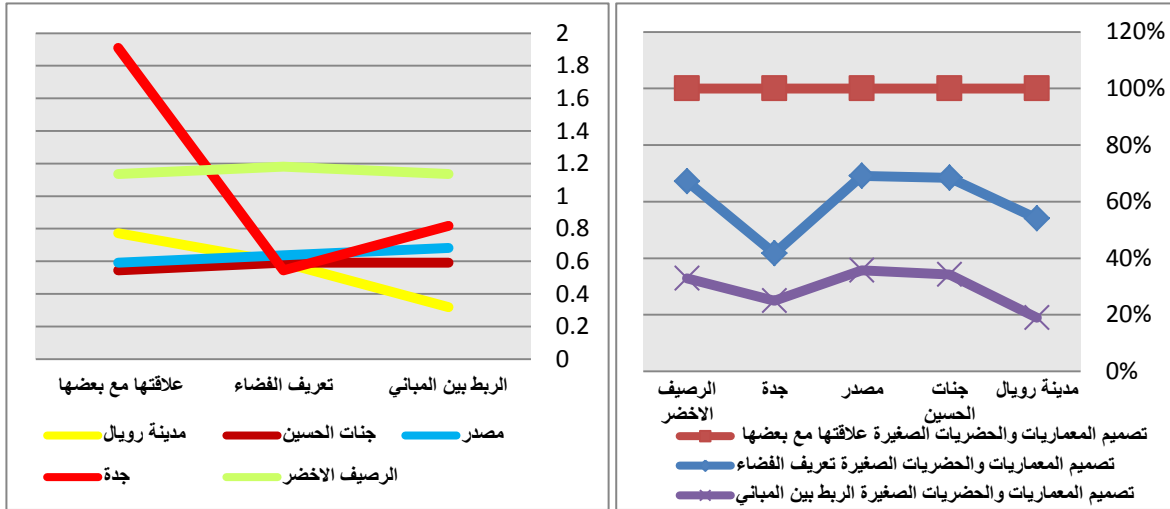 2
1.8
1.6
1.4
1.2
1
0.8
0.6
0.4
0.2
0
الربط بين المباني
تعريف الفضاء
علاقتها مع بعضها
مدينة رويال
جنات الحسين
مصدر
جدة
الرصيف الاخضر
120%
100%
80%
60%
40%
20%
0%
مدينة رويال
جنات
الحسين
مصدر
جدة
الرصيف
الاخضر
تصميم المعماريات والحضريات الصغيرة علاقتها مع بعضها
تصميم المعماريات والحضريات الصغيرة تعريف الفضاء
تصميم المعماريات والحضريات الصغيرة الربط بين المباني